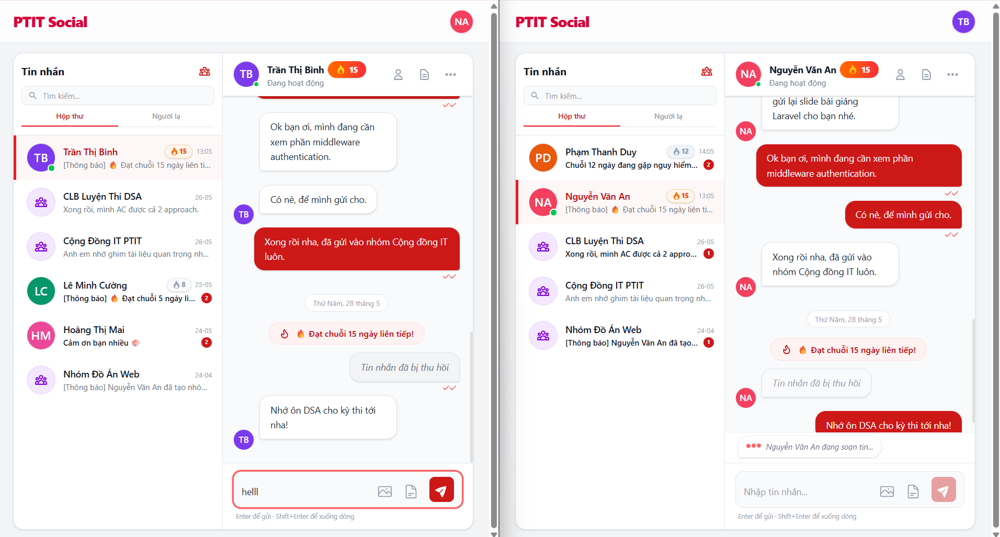 PTIT Social
NA
Tin nhắn
Tìm kiếm...
Hộp thư
Người lạ
TB
Trần Thị Bình
15
13:05
[Thông báo] 🔥 Đạt chuỗi 15 ngày liên ti...
CLB Luyện Thi DSA
26-05
Xong rồi, mình AC được cả 2 approach.
Cộng Đồng IT PTIT
26-05
Anh em nhớ ghim tài liệu quan trọng nh...
LC
Lê Minh Cường
8
25-05
[Thông báo] 🔥 Đạt chuỗi 5 ngày li...
2
HM
Hoàng Thị Mai
24-05
Cảm ơn bạn nhiều 🎨
2
Nhóm Đồ Án Web
24-04
[Thông báo] Nguyễn Văn An đã tạo nhó...
TB
Trần Thị Bình
15
Đang hoạt động
Ok bạn ơi, mình đang cần
xem phần middleware
authentication.
Có nè, để mình gửi cho.
TB
Xong rồi nha, đã gửi vào nhóm Cộng đồng IT
luôn.
Thứ Năm, 28 tháng 5
🔥 Đạt chuỗi 15 ngày liên tiếp!
Tin nhắn đã bị thu hồi
Nhớ ôn DSA cho kỳ thi tới
nha!
TB
helll
Enter để gửi · Shift+Enter để xuống dòng
PTIT Social
TB
Tin nhắn
Tìm kiếm...
Hộp thư
Người lạ
PD
Phạm Thanh Duy
12
14:05
Chuỗi 12 ngày đang gặp nguy hiểm...
2
NA
Nguyễn Văn An
15
13:05
[Thông báo] 🔥 Đạt chuỗi 15 ngày liên ti...
CLB Luyện Thi DSA
26-05
Xong rồi, mình AC được cả 2 appro...
1
Cộng Đồng IT PTIT
26-05
Anh em nhớ ghim tài liệu quan trọng nh...
Nhóm Đồ Án Web
24-04
[Thông báo] Nguyễn Văn An đã tạo...
1
NA
Nguyễn Văn An
15
Đang hoạt động
gửi lại slide bài giảng
Laravel cho bạn nhé.
NA
Ok bạn ơi, mình đang cần xem phần
middleware authentication.
Có nè, để mình gửi cho.
Xong rồi nha, đã gửi vào
nhóm Cộng đồng IT luôn.
NA
Thứ Năm, 28 tháng 5
🔥 Đạt chuỗi 15 ngày liên tiếp!
Tin nhắn đã bị thu hồi
NA
Nhớ ôn DSA cho kỳ thi tới nha!
Nguyễn Văn An đang soạn tin...
Nhập tin nhắn...
Enter để gửi · Shift+Enter để xuống dòng